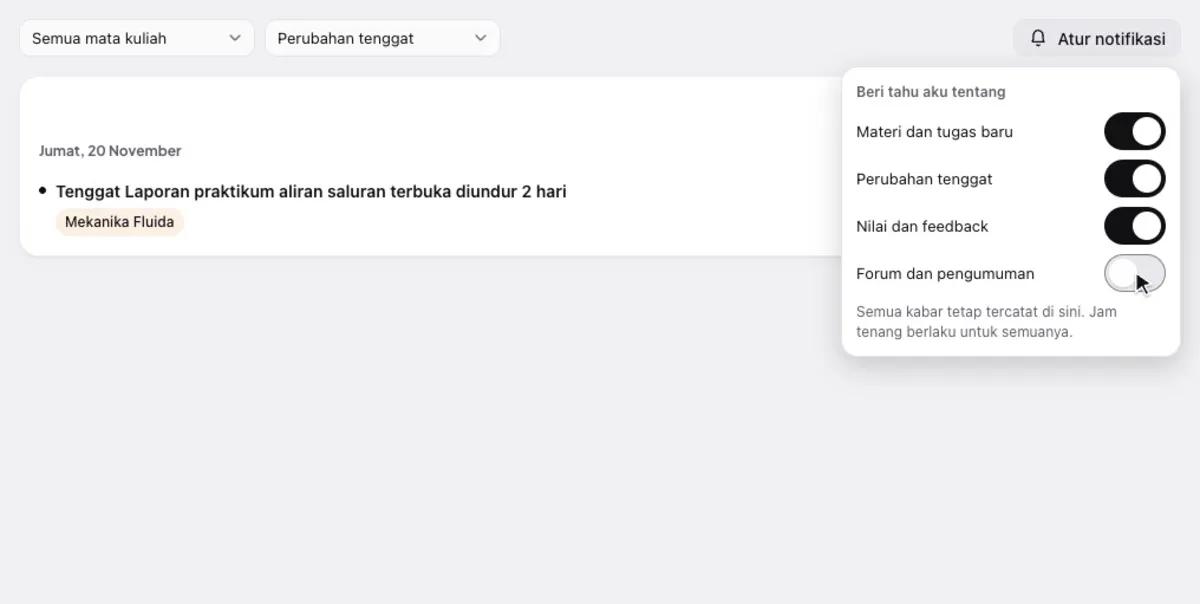 Semua mata kuliah
Perubahan tenggat
Atur notifikasi
Jumat, 20 November
Tenggat Laporan praktikum aliran saluran terbuka diundur 2 hari
Mekanika Fluida
Beri tahu aku tentang
Materi dan tugas baru
Perubahan tenggat
Nilai dan feedback
Forum dan pengumuman
Semua kabar tetap tercatat di sini. Jam
tenang berlaku untuk semuanya.